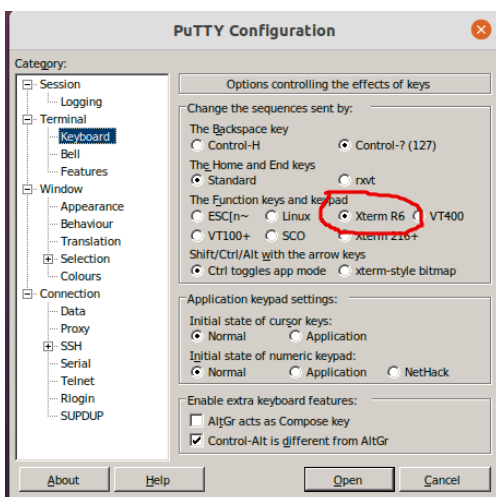 PuTTY Configuration
Category:
Session
Logging
Terminal
Keyboard
Bell
Features
Window
Appearance
Behaviour
Translation
Selection
Colours
Connection
Data
Proxy
SSH
Serial
Telnet
Rlogin
SUPDUP
Options controlling the effects of keys
Change the sequences sent by:
The Backspace key
Control-H Control-? (127)
The Home and End keys
Standard rxvt
The Function keys and keypad
ESC[n~ Linux Xterm R6 VT400
VT100+ SCO Xterm 216+
Shift/Ctrl/Alt with the arrow keys
Ctrl toggles app mode xterm-style bitmap
Application keypad settings:
Initial state of cursor keys:
Normal Application
Initial state of numeric keypad:
Normal Application NetHack
Enable extra keyboard features:
AltGr acts as Compose key
Control-Alt is different from AltGr
About Help Open Cancel